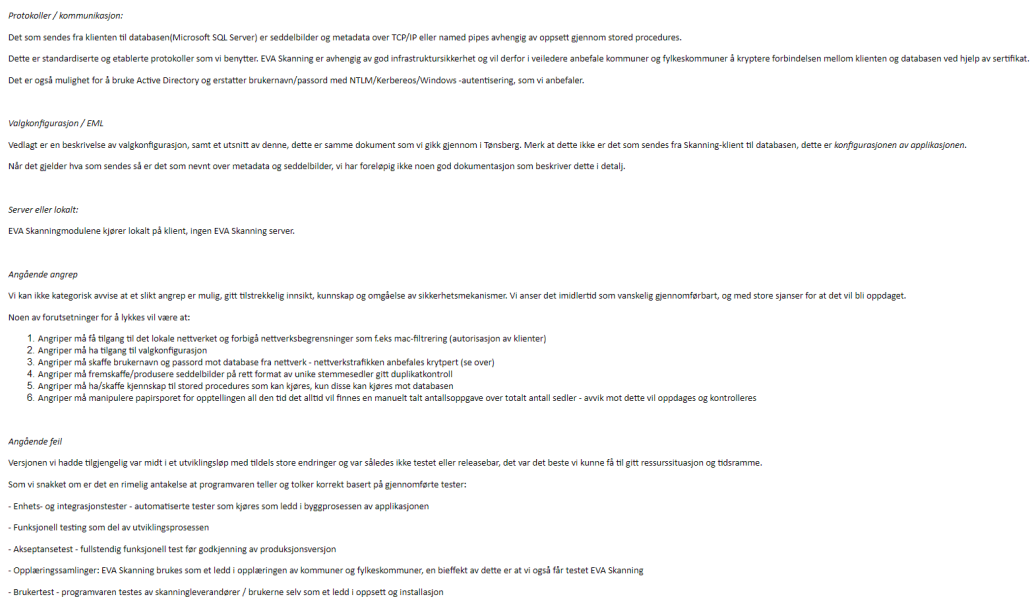 Protokoller / kommunikasjon:
Det som sendes fra klienten til databasen(Microsoft SQL Server) er seddelbilder og metadata over TCP/IP eller named pipes avhengig av oppsett gjennom stored procedures.
Dette er standardiserte og etablerte protokoller som vi benytter. EVA Skanning er avhengig av god infrastruktursikkerhet og vil derfor i veiledere anbefale kommuner og fylkeskommuner å kryptere forbindelsen mellom klienten og databasen ved hjelp av sertifikat.
Det er også mulighet for å bruke Active Directory og erstatter brukernavn/passord med NTLM/Kerbereos/Windows -autentisering, som vi anbefaler.
Valgkonfigurasjon / EML
Vedlagt er en beskrivelse av valgkonfigurasjon, samt et utsnitt av denne, dette er samme dokument som vi gikk gjennom i Tønsberg. Merk at dette ikke er det som sendes fra Skanning-klient til databasen, dette er konfigurasjonen av applikasjonen.
Når det gjelder hva som sendes så er det som nevnt over metadata og seddelbilder, vi har foreløpig ikke noen god dokumentasjon som beskriver dette i detalj.
Server eller lokalt:
EVA Skanningmodulene kjører lokalt på klient, ingen EVA Skanning server.
Angående angrep
Vi kan ikke kategorisk avvise at et slikt angrep er mulig, gitt tilstrekkelig innsikt, kunnskap og omgåelse av sikkerhetsmekanismer. Vi anser det imidlertid som vanskelig gjennomførbart, og med store sjanser for at det vil bli oppdaget.
Noen av forutsetninger for å lykkes vil være at:
1. Angriper må få tilgang til det lokale nettverket og forbigå nettverksbegrensninger som f.eks mac-filtrering (autorisasjon av klienter)
2. Angriper må ha tilgang til valgkonfigurasjon
3. Angriper må skaffe brukernavn og passord mot database fra nettverk - nettverkstrafikken anbefales krytpert (se over)
4. Angriper må fremskaffe/produsere seddelbilder på rett format av unike stemmesedler gitt duplikatkontroll
5. Angriper må ha/skaffe kjennskap til stored procedures som kan kjøres, kun disse kan kjøres mot databasen
6. Angriper må manipulere papirsporet for opptellingen all den tid det alltid vil finnes en manuelt talt antallsoppgave over totalt antall sedler - avvik mot dette vil oppdages og kontrolleres
Angående feil
Versjonen vi hadde tilgjengelig var midt i et utviklingsløp med tildels store endringer og var således ikke testet eller releasebar, det var det beste vi kunne få til gitt ressurssituasjon og tidsramme.
Som vi snakket om er det en rimelig antakelse at programvaren teller og tolker korrekt basert på gjennomførte tester:
- Enhets- og integrasjonstester - automatiserte tester som kjøres som ledd i byggprosessen av applikasjonen
- Funksjonell testing som del av utviklingsprosessen
- Akseptansetest - fullstendig funksjonell test før godkjenning av produksjonsversjon
- Opplæringssamlinger: EVA Skanning brukes som et ledd i opplæringen av kommuner og fylkeskommuner, en bieffekt av dette er at vi også får testet EVA Skanning
- Brukertest - programvaren testes av skanningleverandører / brukerne selv som et ledd i oppsett og installasjon